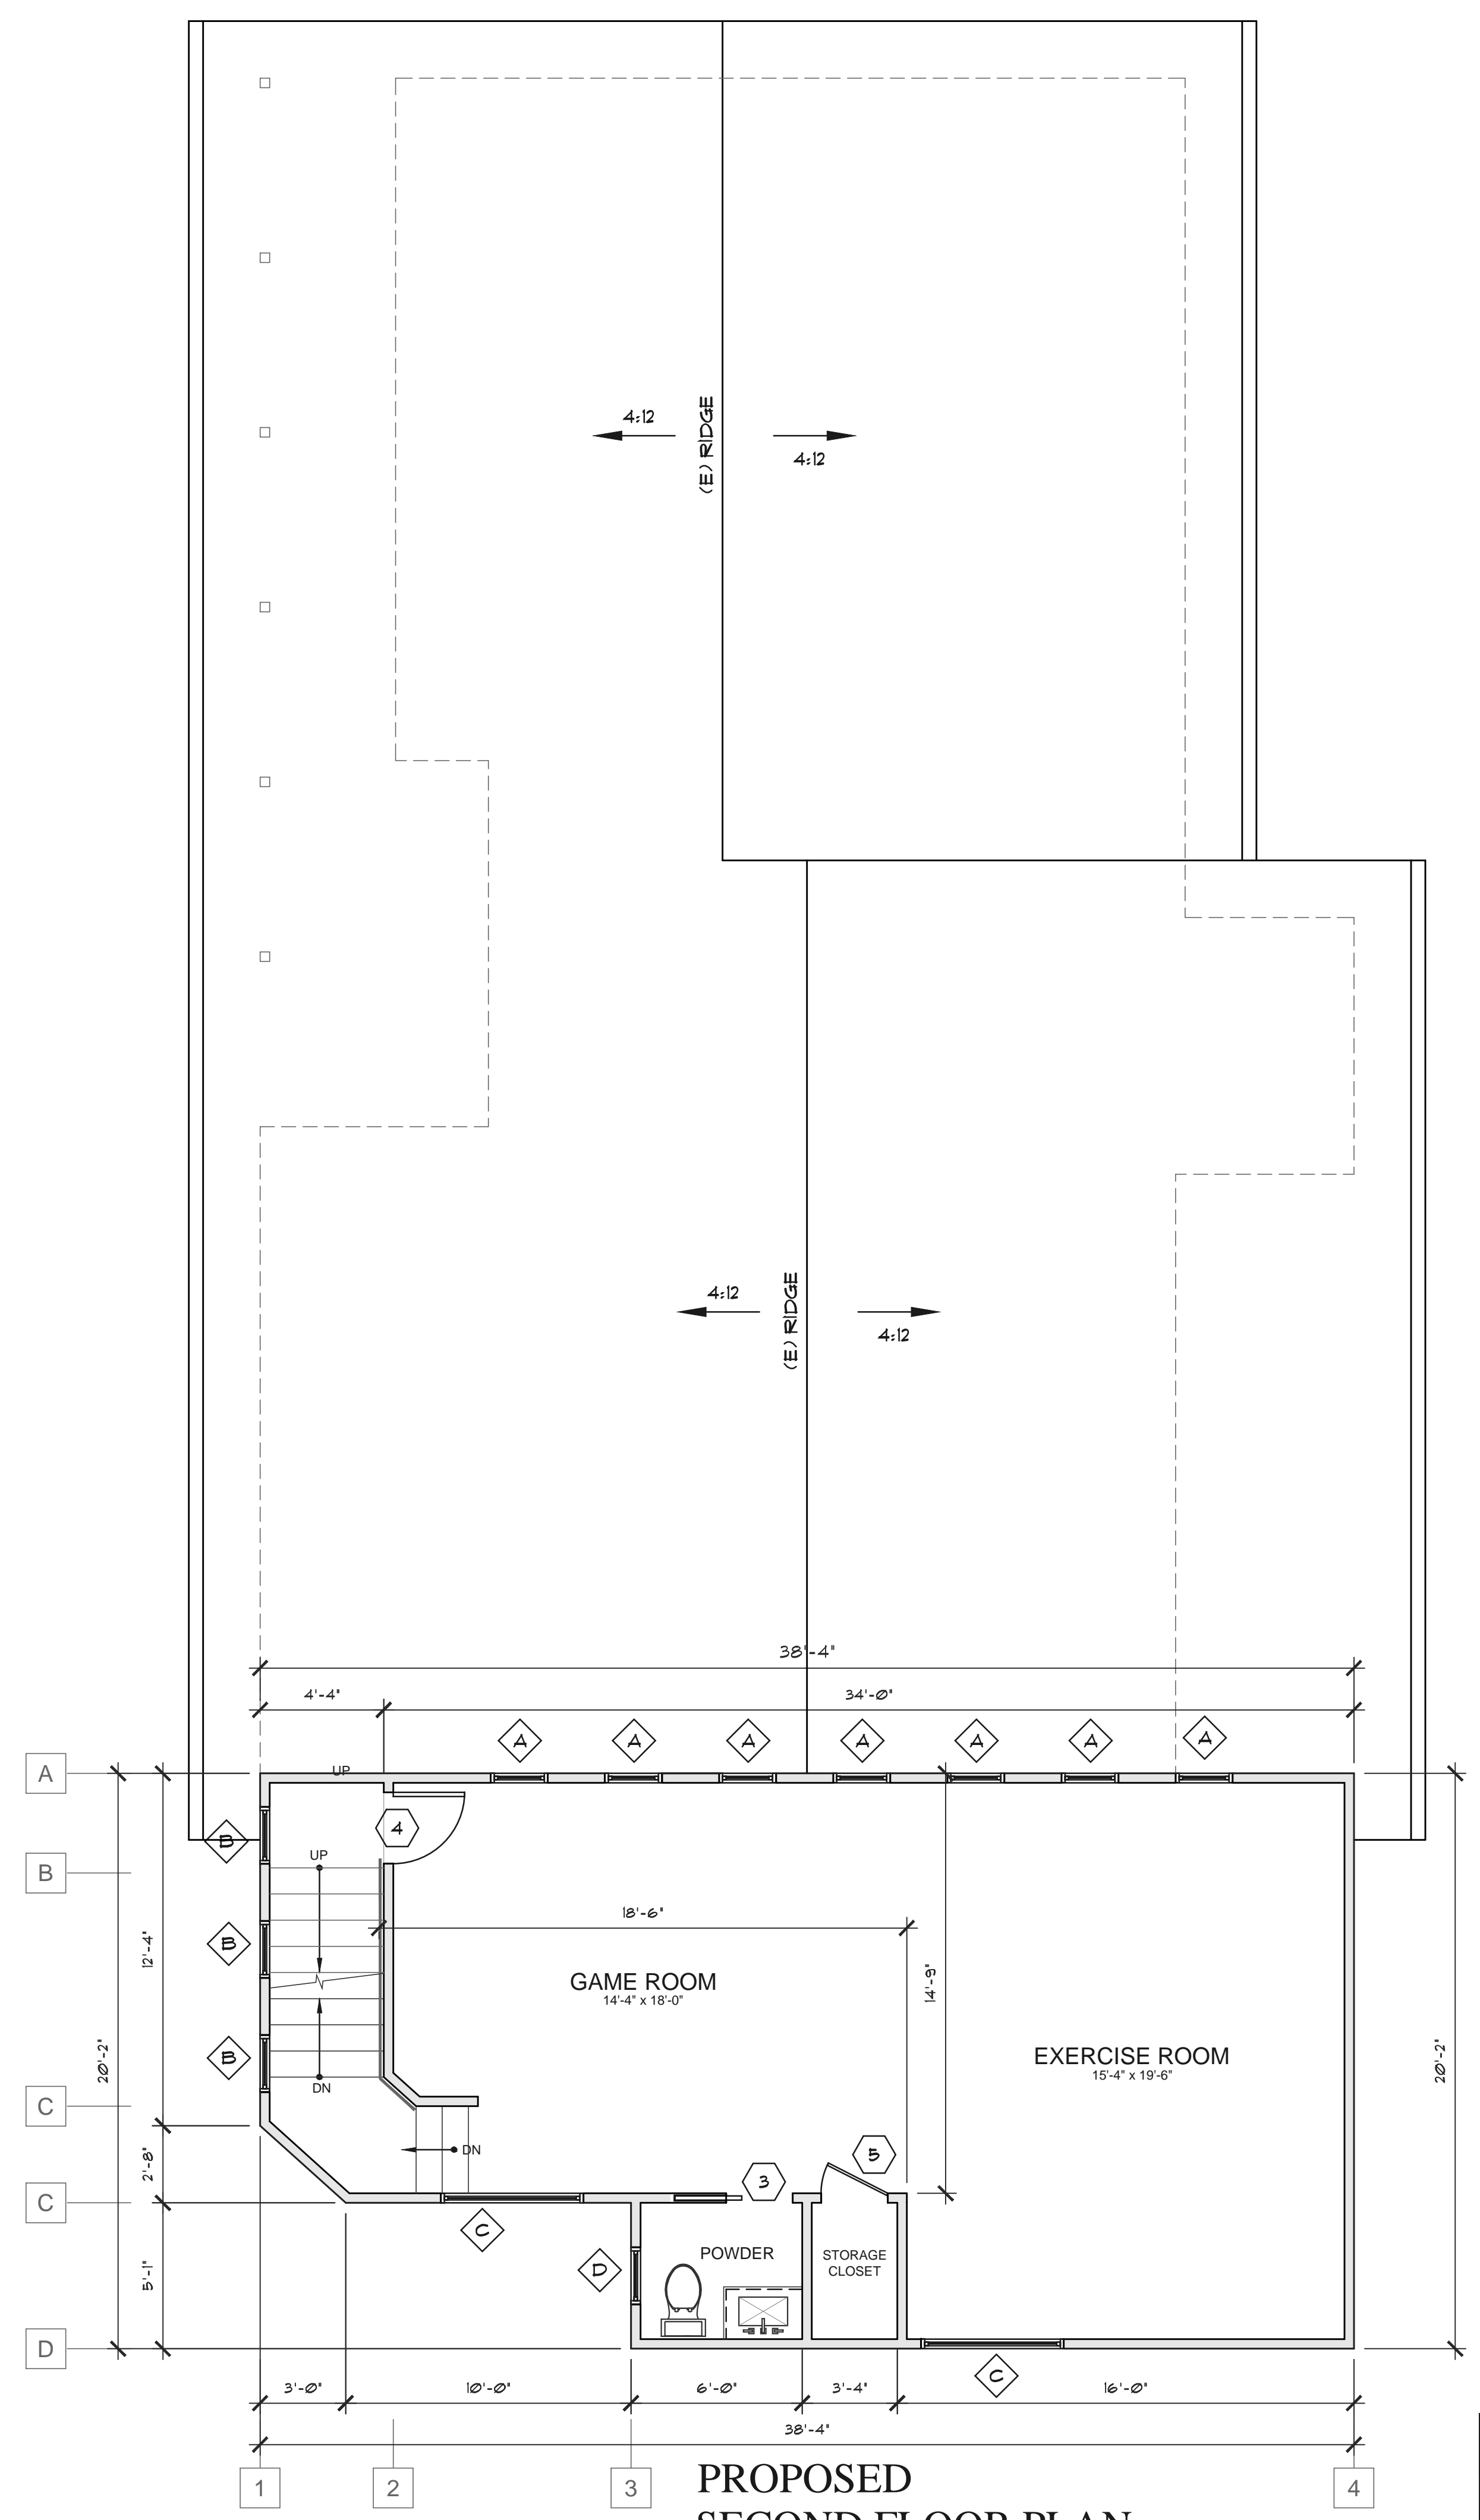 4:12
(E) RIDGE
4:12
4:12
(E) RIDGE
4:12
38'-4"
4'-4"
34'-0"
A
A
A
A
A
A
A
A
UP
4
B
B
UP
18'-6"
12'-4"
B
14'-9"
GAME ROOM
14'-4" x 18'-0"
20'-2"
20'-2"
EXERCISE ROOM
15'-4" x 19'-6"
B
DN
C
2'-8"
DN
5
3
C
C
D
POWDER
STORAGE
CLOSET
5'-1"
D
C
3'-0"
10'-0"
6'-0"
3'-4"
16'-0"
38'-4"
1
2
3
4
PROPOSED
SECOND FLOOR PLAN